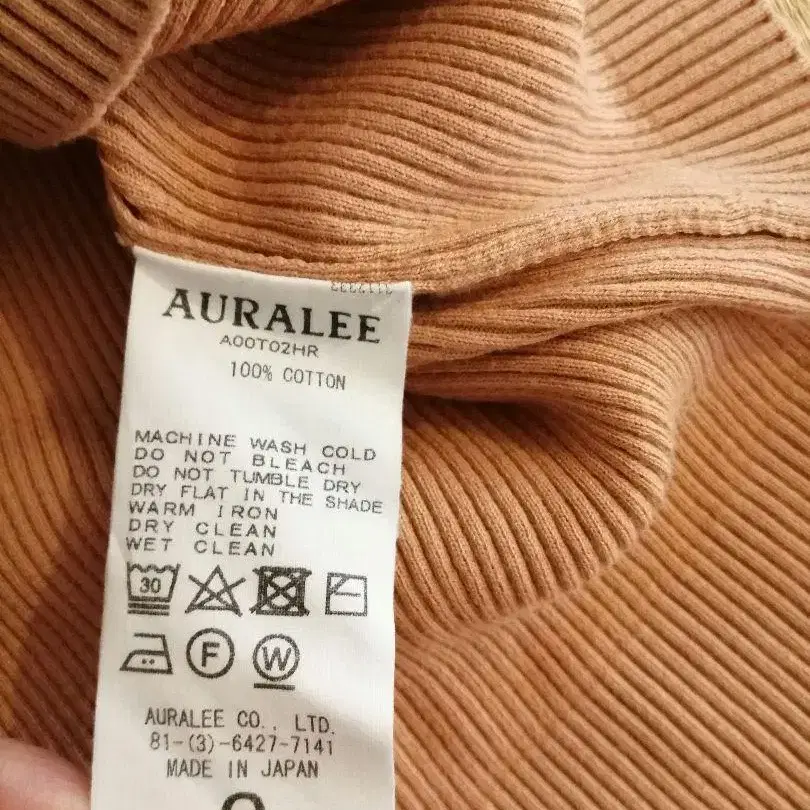 AURALEE
A00T02HR
100% COTTON
MACHINE WASH COLD
DO NOT BLEACH
DO NOT TUMBLE DRY
DRY FLAT IN THE SHADE
WARM IRON
DRY CLEAN
WET CLEAN
30
F W
AURALEE CO., LTD.
81-(3)-6427-7141
MADE IN JAPAN